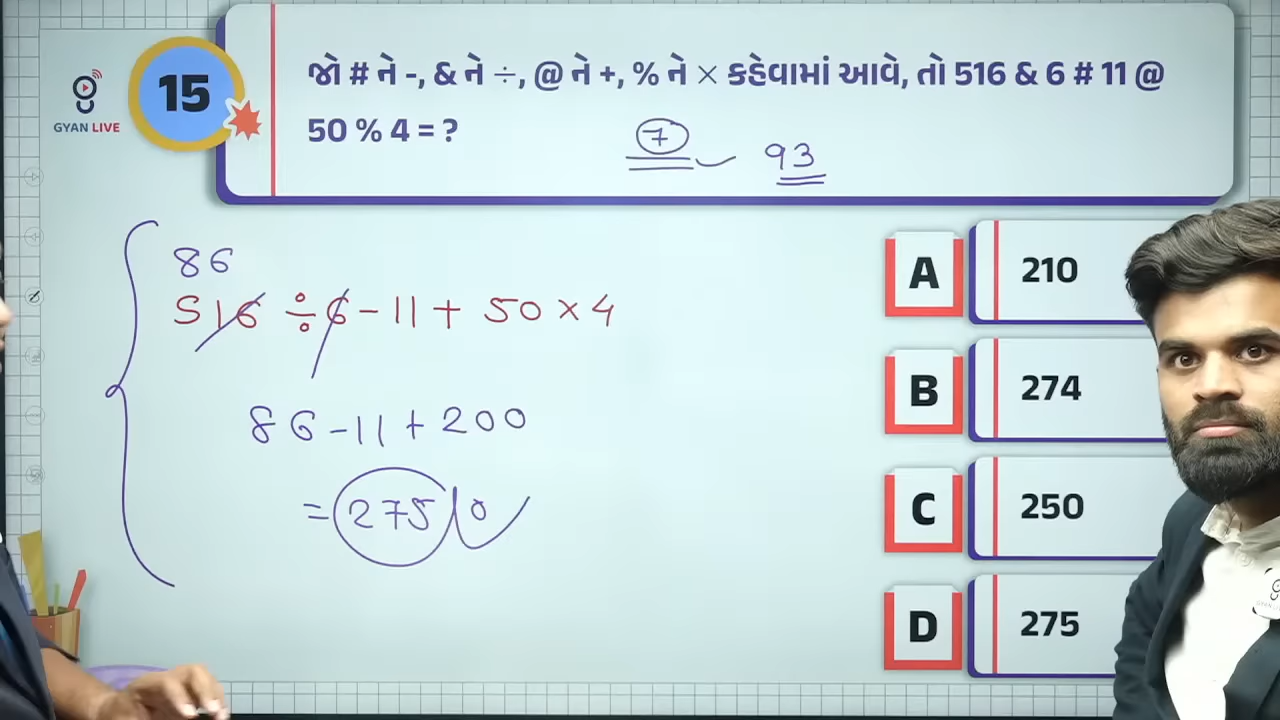 GYAN LIVE
15
જો # ને -, & ને ÷, @ ને +, % ને × કહેવામાં આવે, તો 516 & 6 # 11 @
50 % 4 = ?
7
93
86
516 ÷ 6 - 11 + 50 × 4
86 - 11 + 200
= 275
A 210
B 274
C 250
D 275